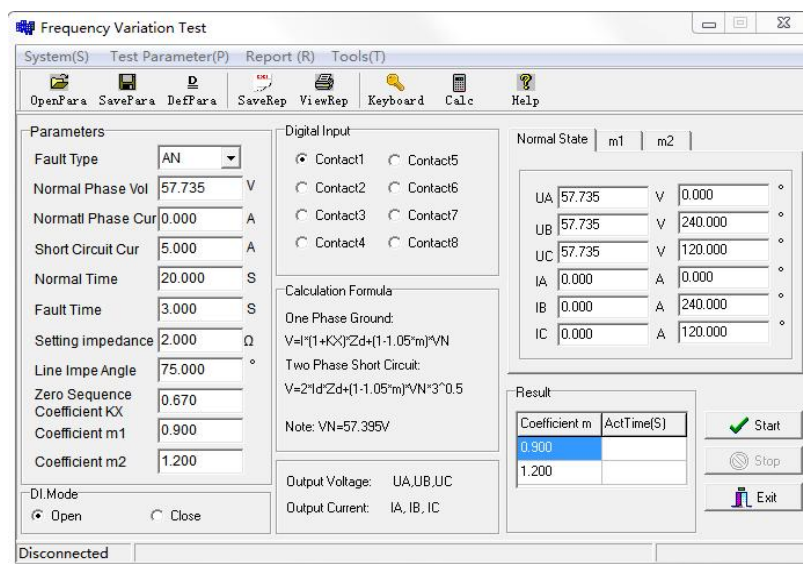 Frequency Variation Test
System(S) Test Parameter(P) Report (R) Tools(T)
OpenPara SavePara DefPara SaveRep ViewRep Keyboard Calc Help
Parameters
Fault Type AN
Normal Phase Vol 57.735 V
Normatl Phase Cur 0.000 A
Short Circuit Cur 5.000 A
Normal Time 20.000 S
Fault Time 3.000 S
Setting impedance 2.000 Ω
Line Impe Angle 75.000 °
Zero Sequence
Coefficient KX 0.670
Coefficient m1 0.900
Coefficient m2 1.200
DI.Mode
Open Close
Digital Input
Contact1 Contact5
Contact2 Contact6
Contact3 Contact7
Contact4 Contact8
Calculation Formula
One Phase Ground:
V=I*(1+KX)*Zd+(1-1.05*m)*VN
Two Phase Short Circuit:
V=2*Id*Zd+(1-1.05*m)*VN*3^0.5
Note: VN=57.395V
Output Voltage: UA,UB,UC
Output Current: IA, IB, IC
Normal State m1 m2
UA 57.735 V 0.000 °
UB 57.735 V 240.000 °
UC 57.735 V 120.000 °
IA 0.000 A 0.000 °
IB 0.000 A 240.000 °
IC 0.000 A 120.000 °
Result
Coefficient m ActTime(S)
0.900
1.200
Start
Stop
Exit
Disconnected